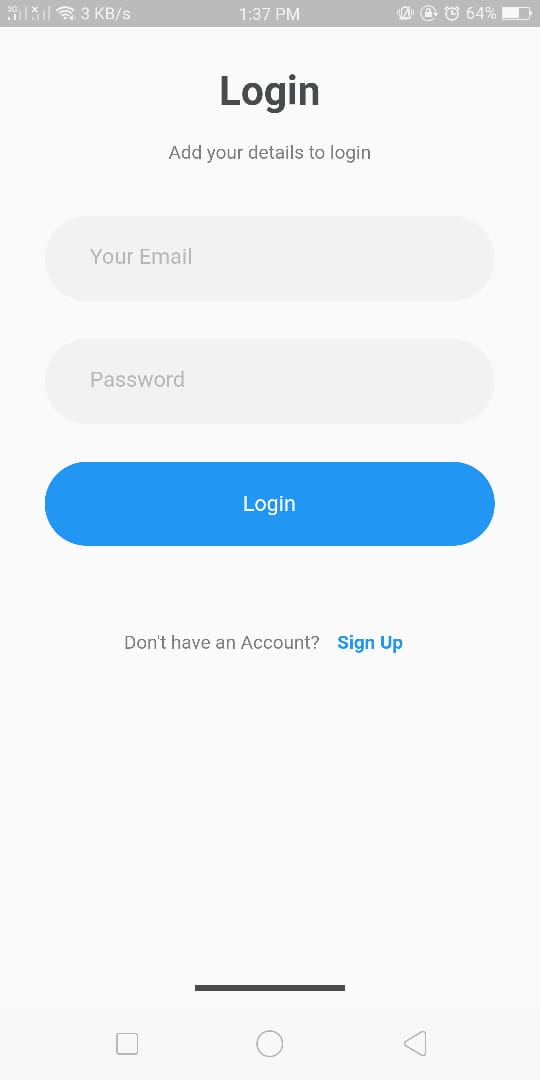 3G 3 KB/s 1:37 PM 64%
Login
Add your details to login
Your Email
Password
Login
Don't have an Account? Sign Up